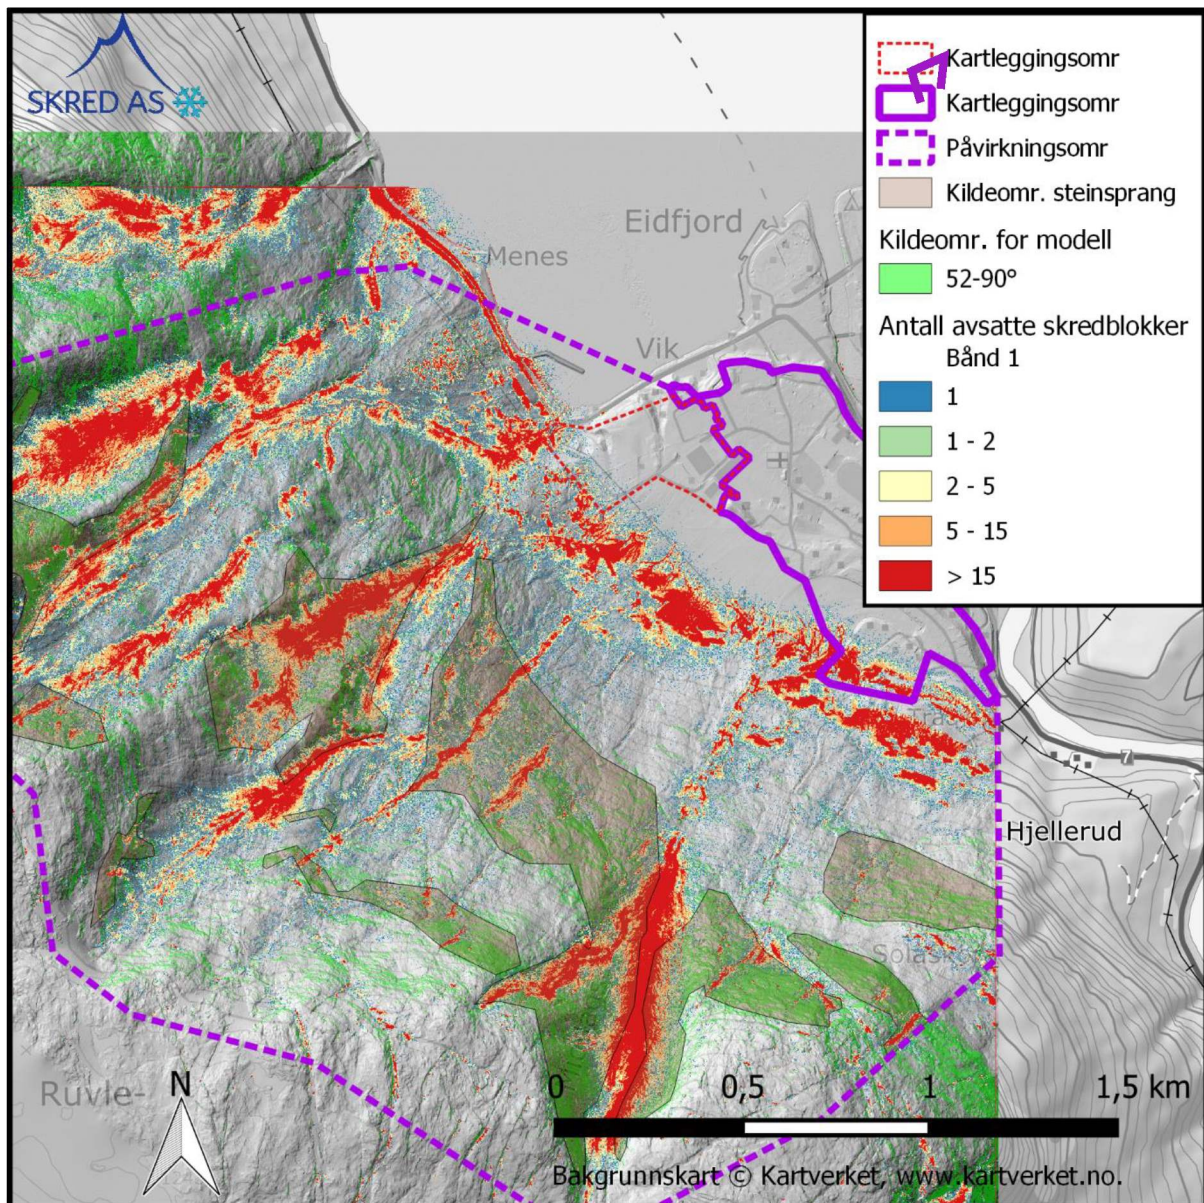 SKRED AS
Kartleggingsomr
Kartleggingsomr
Påvirkningsomr
Kildeomr. steinsprang
Kildeomr. for modell
52-90°
Antall avsatte skredblokker
Bånd 1
1
1 - 2
2 - 5
5 - 15
> 15
Eidfjord
Menes
Vik
7
Hjellerud
Ruvle-
N
0 0,5 1 1,5 km
Bakgrunnskart © Kartverket, www.kartverket.no.